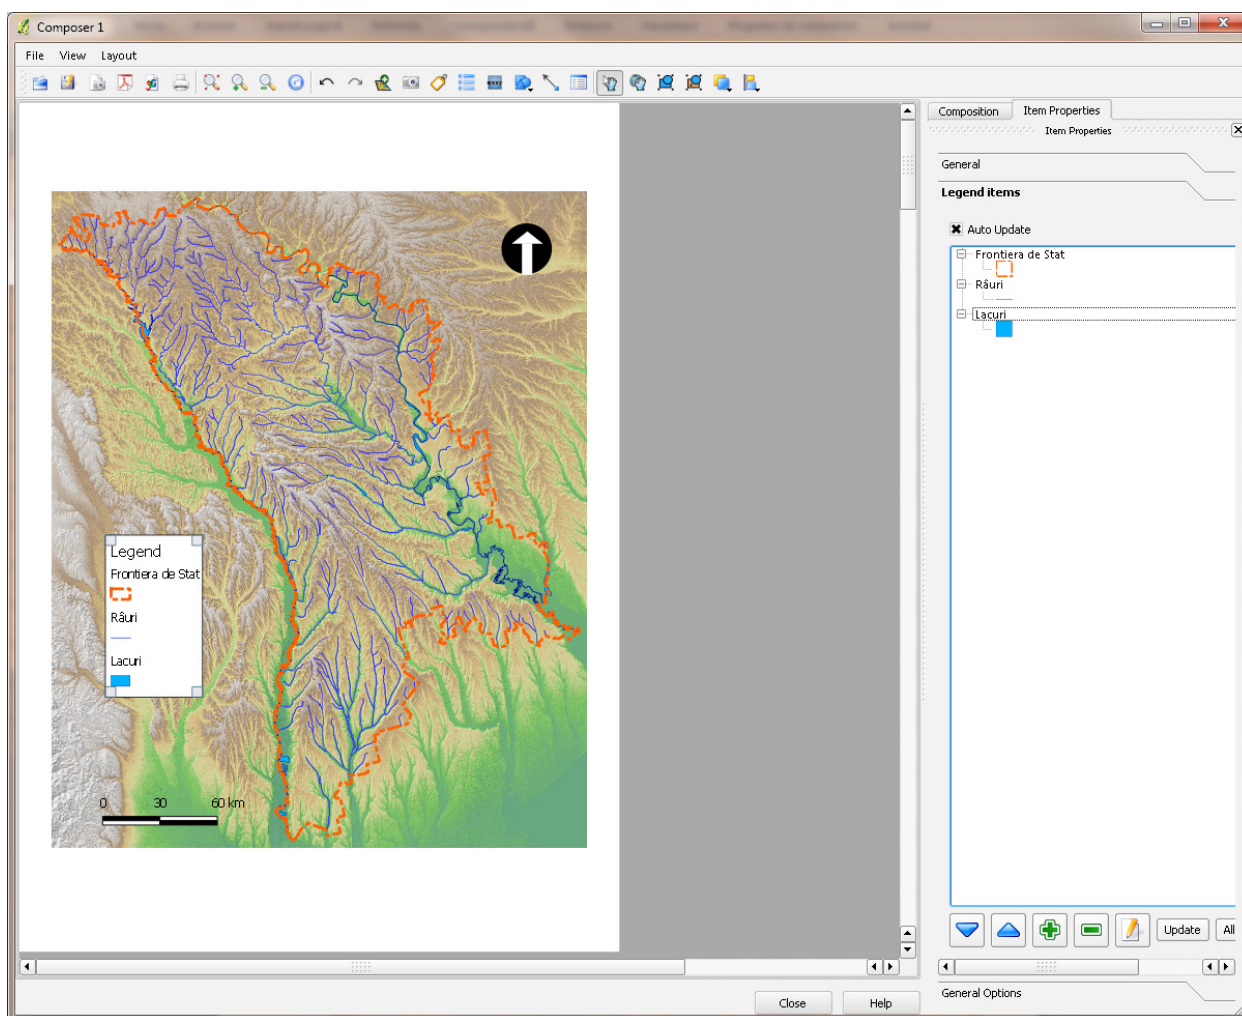 Composer 1
File View Layout
Composition
Item Properties
Item Properties
General
Legend items
Auto Update
Frontiera de Stat
Râuri
Lacuri
Legend
Frontiera de Stat
Râuri
Lacuri
0 30 60 km
Update
All
General Options
Close
Help